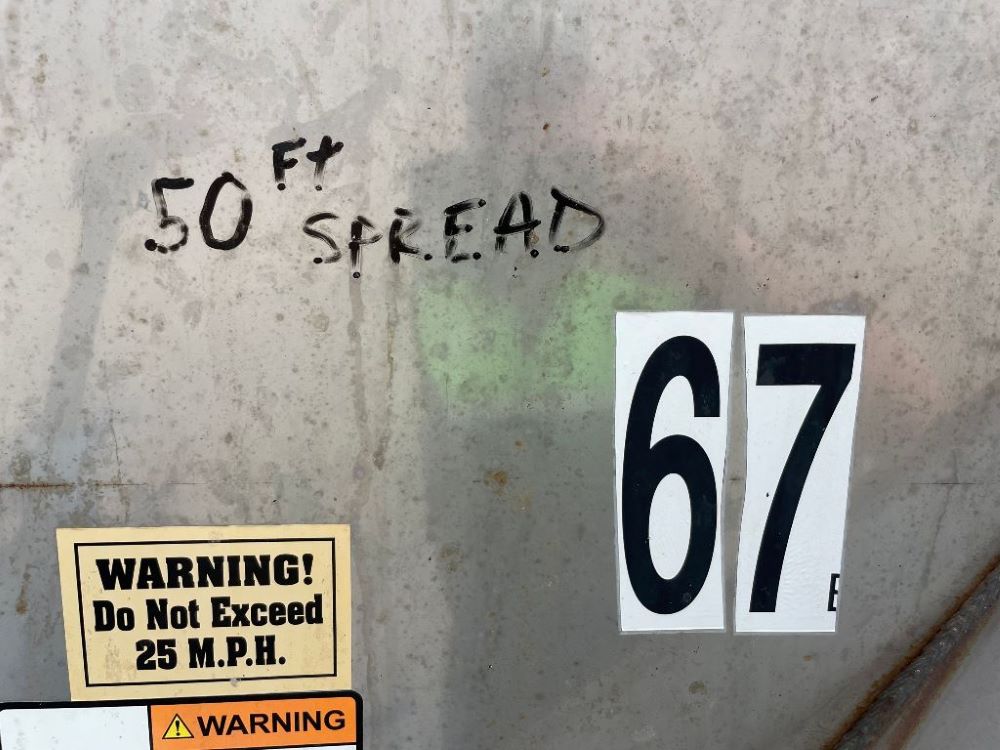 50 Ft SPREAD
67
WARNING!
Do Not Exceed
25 M.P.H.
WARNING